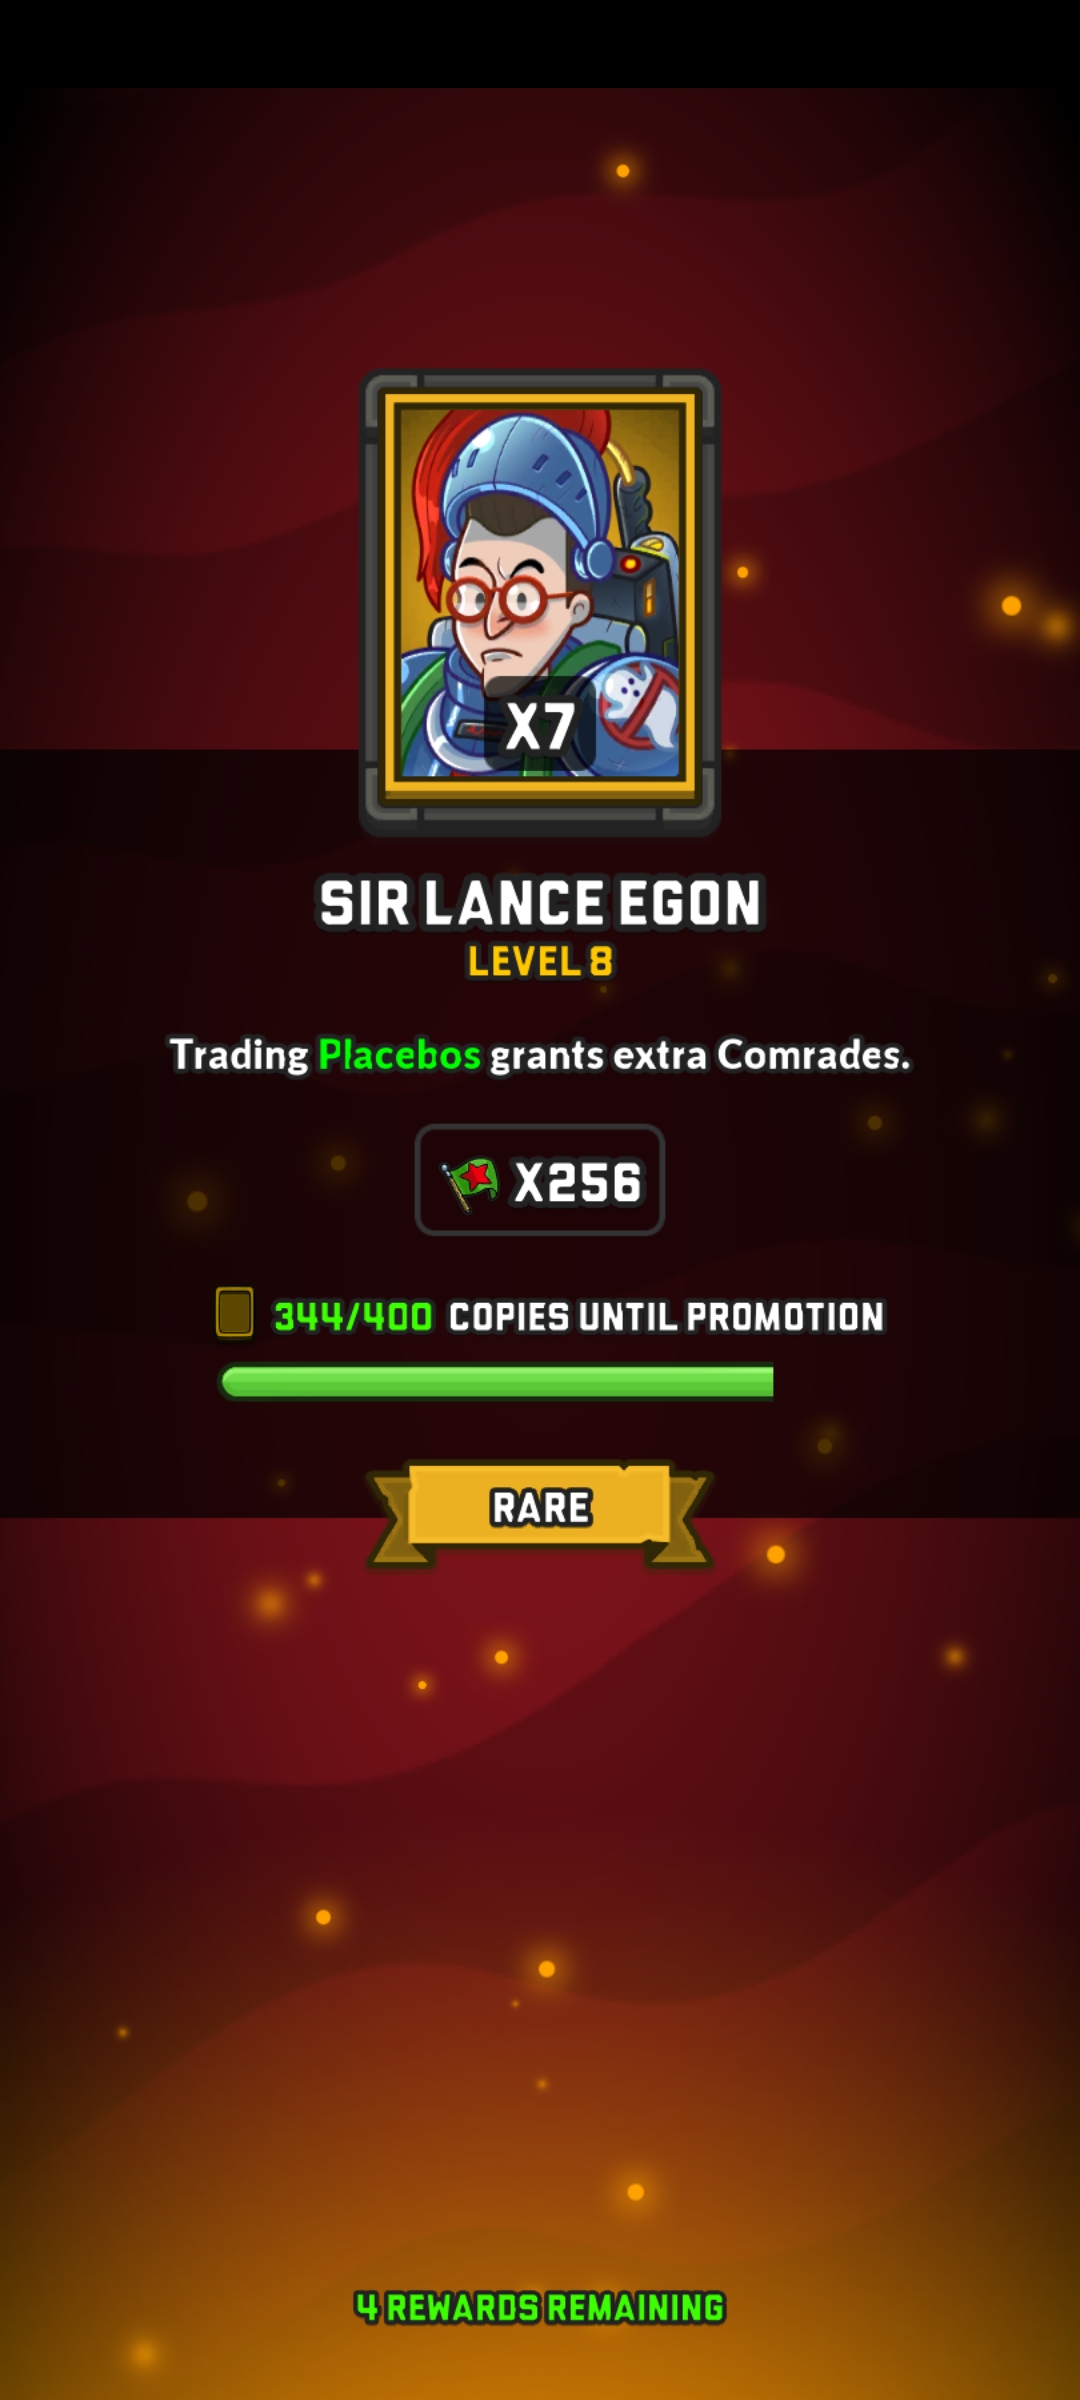 X7
SIR LANCE EGON
LEVEL 8
Trading Placebos grants extra Comrades.
X256
344/400 COPIES UNTIL PROMOTION
RARE
4 REWARDS REMAINING